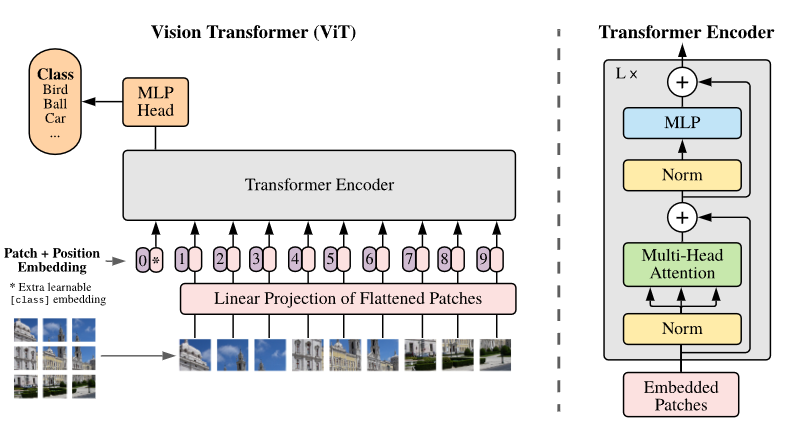 Vision Transformer (ViT)
Class
Bird
Ball
Car
...
MLP
Head
Transformer Encoder
Patch + Position
Embedding
* Extra learnable
[class] embedding
0 * 1 2 3 4 5 6 7 8 9
Linear Projection of Flattened Patches
Transformer Encoder
L ×
+
MLP
Norm
+
Multi-Head
Attention
Norm
Embedded
Patches